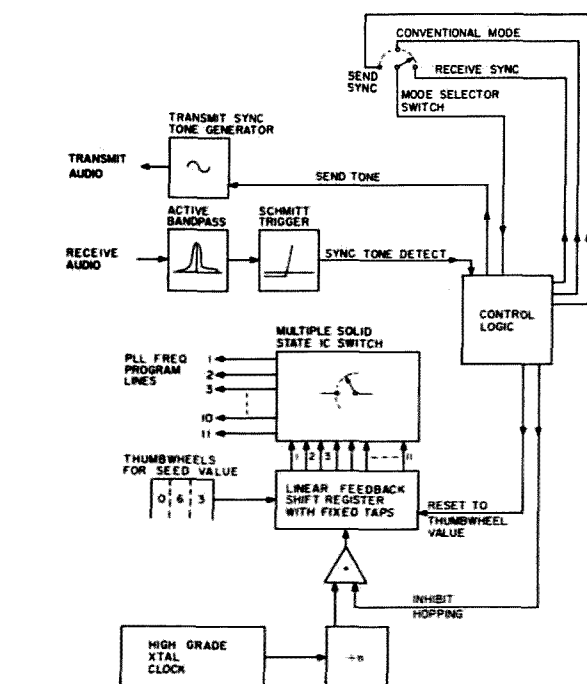 CONVENTIONAL MODE
SEND
SYNC
RECEIVE SYNC
MODE SELECTOR
SWITCH
TRANSMIT SYNC
TONE GENERATOR
TRANSMIT
AUDIO
SEND TONE
ACTIVE
BANDPASS
SCHMITT
TRIGGER
RECEIVE
AUDIO
SYNC TONE DETECT
CONTROL
LOGIC
MULTIPLE SOLID
STATE IC SWITCH
PLL FREQ
PROGRAM
LINES
1
2
3
10
11
1 2 3 11
THUMBWHEELS
FOR SEED VALUE
0 6 3
LINEAR FEEDBACK
SHIFT REGISTER
WITH FIXED TAPS
RESET TO
THUMBWHEEL
VALUE
INHIBIT
HOPPING
HIGH GRADE
XTAL
CLOCK
÷n